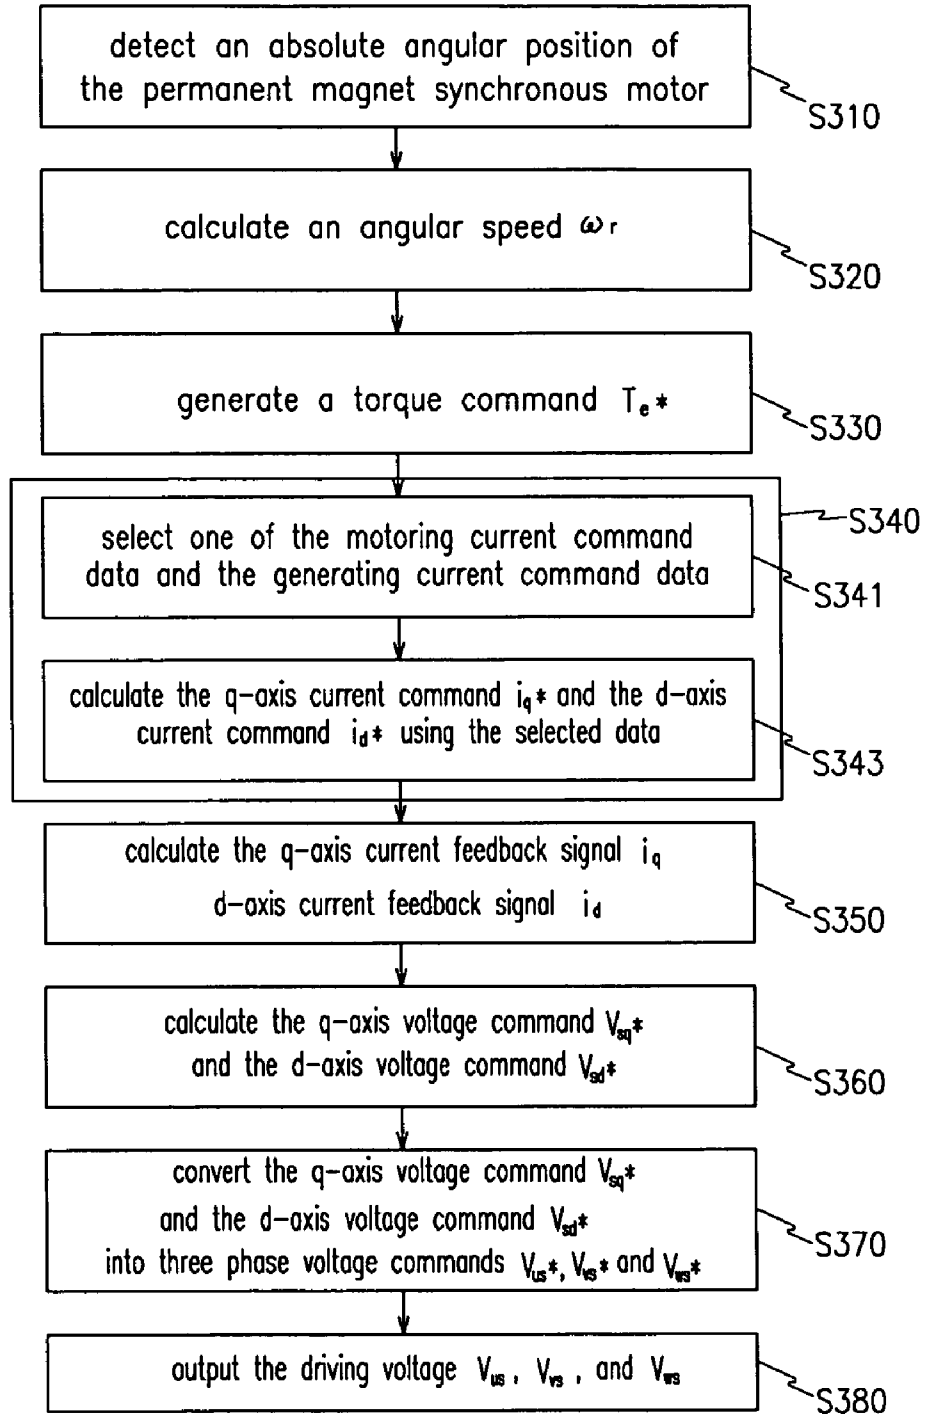 detect an absolute angular position of
the permanent magnet synchronous motor
S310
calculate an angular speed ωr
S320
generate a torque command Te*
S330
S340
select one of the motoring current command
data and the generating current command data
S341
calculate the q-axis current command iq* and the d-axis
current command id* using the selected data
S343
calculate the q-axis current feedback signal iq
d-axis current feedback signal id
S350
calculate the q-axis voltage command Vsq*
and the d-axis voltage command Vsd*
S360
convert the q-axis voltage command Vsq*
and the d-axis voltage command Vsd*
into three phase voltage commands Vus*, Vvs* and Vws*
S370
output the driving voltage Vus, Vvs, and Vws
S380